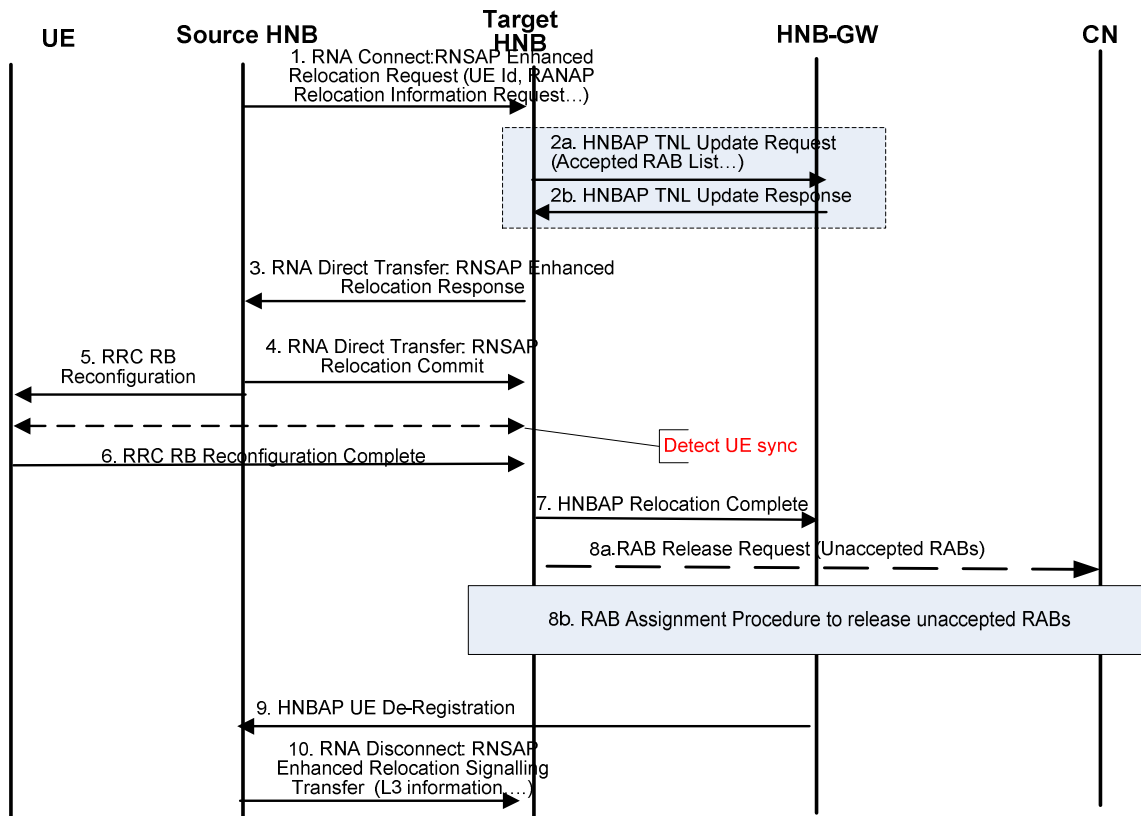 UE
Source HNB
Target
HNB
HNB-GW
CN
1. RNA Connect:RNSAP Enhanced
Relocation Request (UE Id, RANAP
Relocation Information Request…)
2a. HNBAP TNL Update Request
(Accepted RAB List…)
2b. HNBAP TNL Update Response
3. RNA Direct Transfer: RNSAP Enhanced
Relocation Response
4. RNA Direct Transfer: RNSAP
Relocation Commit
5. RRC RB
Reconfiguration
Detect UE sync
6. RRC RB Reconfiguration Complete
7. HNBAP Relocation Complete
8a.RAB Release Request (Unaccepted RABs)
8b. RAB Assignment Procedure to release unaccepted RABs
9. HNBAP UE De-Registration
10. RNA Disconnect: RNSAP
Enhanced Relocation Signalling
Transfer (L3 information,…)